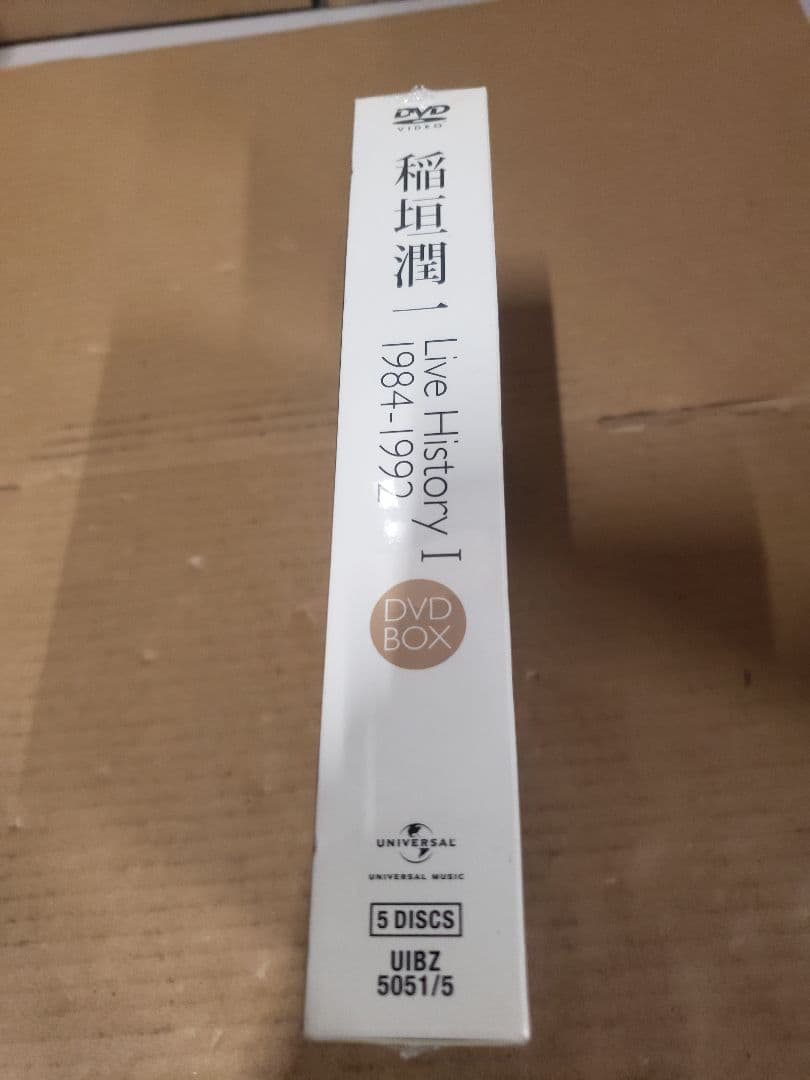 DVD
VIDEO
稲垣潤一
Live History I
1984-1992
DVD
BOX
UNIVERSAL
UNIVERSAL MUSIC
5 DISCS
UIBZ
5051/5